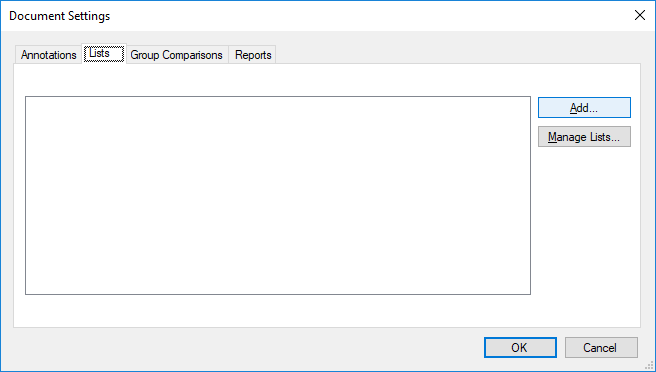 Document Settings
Annotations Lists Group Comparisons Reports
Add...
Manage Lists...
OK Cancel